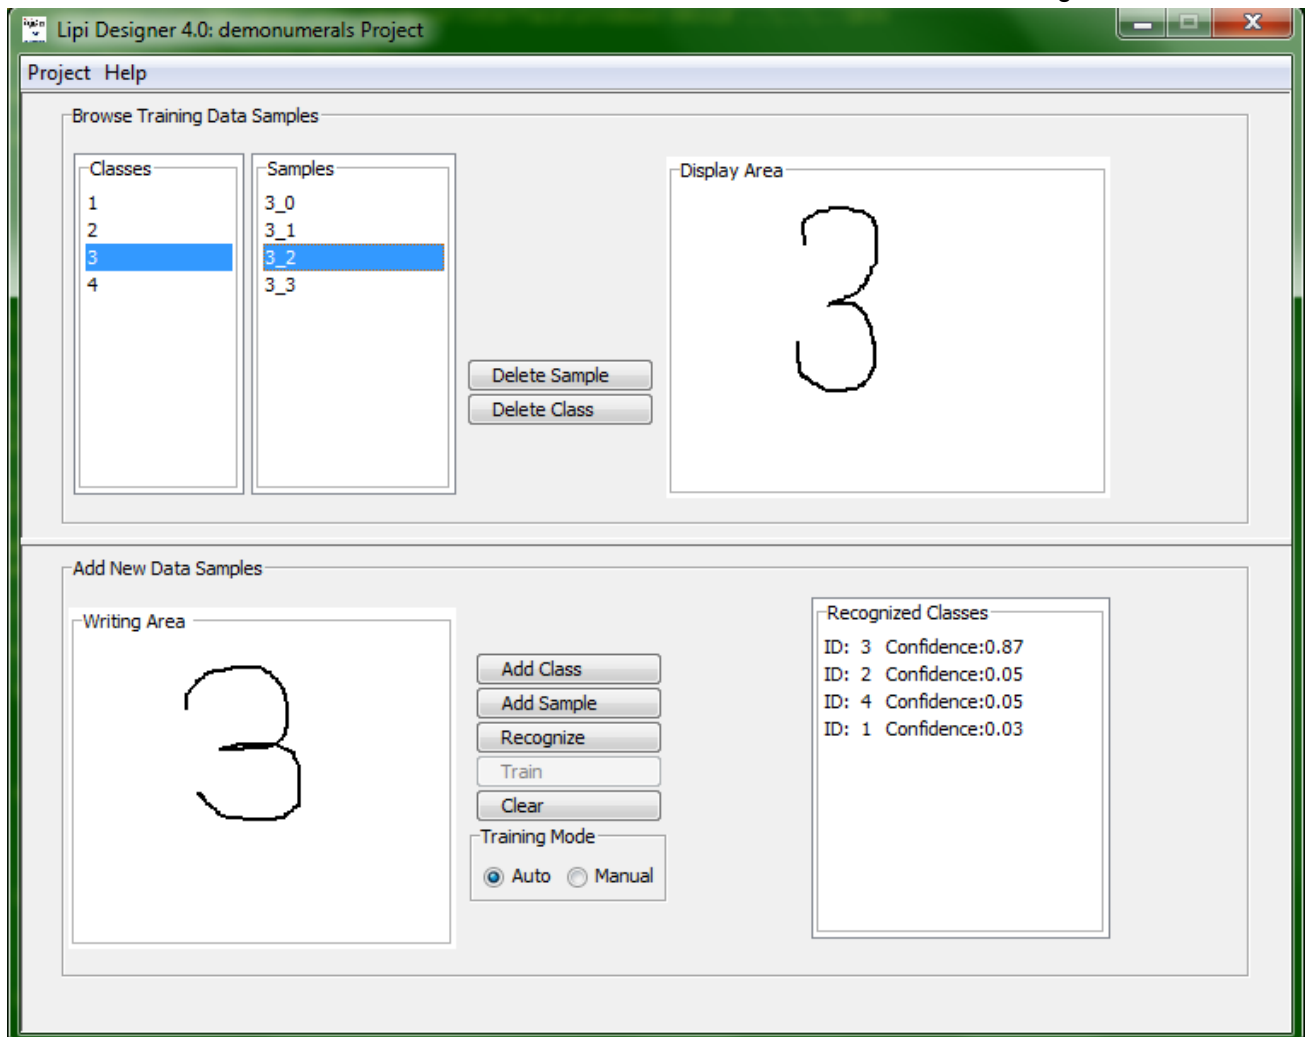 Lipi Designer 4.0: demonumerals Project
Project Help
Browse Training Data Samples
Classes
1
2
3
4
Samples
3_0
3_1
3_2
3_3
Delete Sample
Delete Class
Display Area
3
Add New Data Samples
Writing Area
3
Add Class
Add Sample
Recognize
Train
Clear
Training Mode
Auto Manual
Recognized Classes
ID: 3 Confidence:0.87
ID: 2 Confidence:0.05
ID: 4 Confidence:0.05
ID: 1 Confidence:0.03